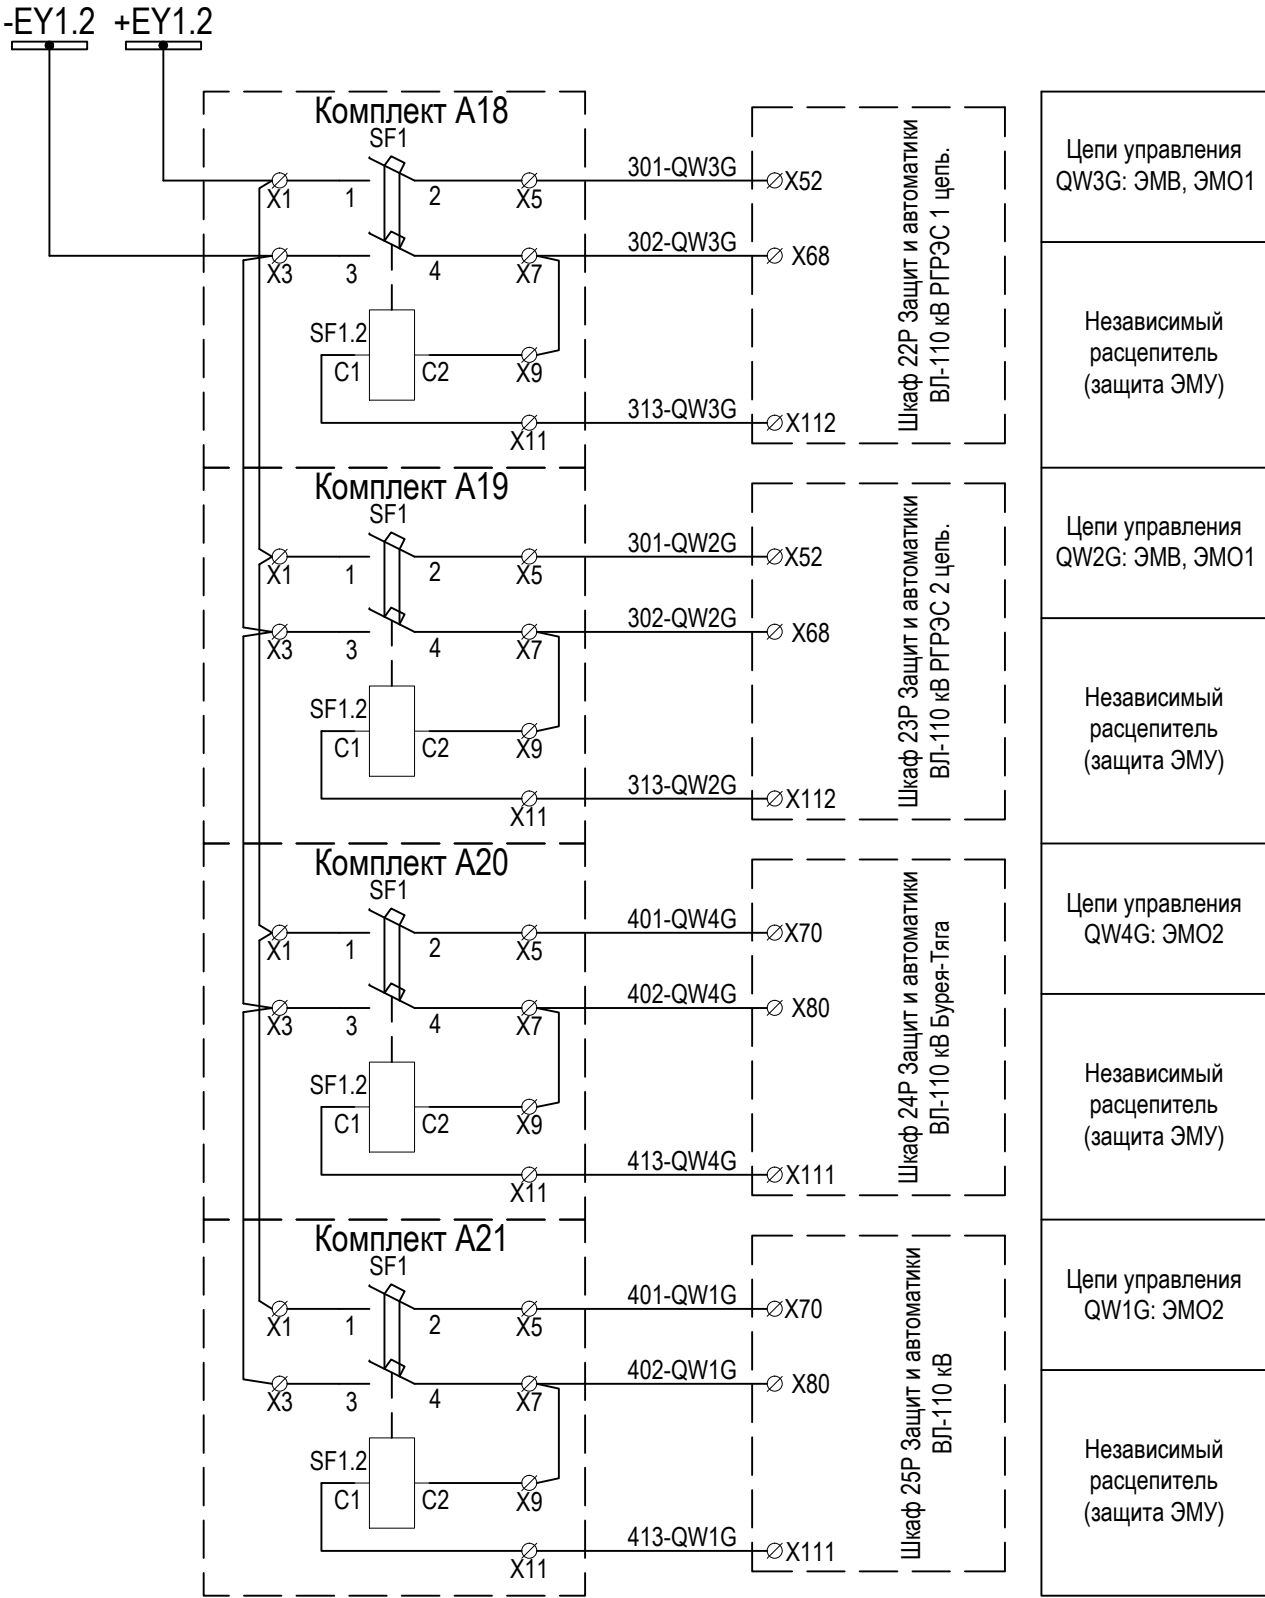 -EY1.2 +EY1.2
Комплект А18
SF1
X1 1 2 X5 301-QW3G X52
X3 3 4 X7 302-QW3G X68
SF1.2
C1 C2 X9
X11 313-QW3G X112
Шкаф 22Р Защит и автоматики
ВЛ-110 кВ РГРЭС 1 цепь.
Цепи управления
QW3G: ЭМВ, ЭМО1
Независимый
расцепитель
(защита ЭМУ)
Комплект А19
SF1
X1 1 2 X5 301-QW2G X52
X3 3 4 X7 302-QW2G X68
SF1.2
C1 C2 X9
X11 313-QW2G X112
Шкаф 23Р Защит и автоматики
ВЛ-110 кВ РГРЭС 2 цепь.
Цепи управления
QW2G: ЭМВ, ЭМО1
Независимый
расцепитель
(защита ЭМУ)
Комплект А20
SF1
X1 1 2 X5 401-QW4G X70
X3 3 4 X7 402-QW4G X80
SF1.2
C1 C2 X9
X11 413-QW4G X111
Шкаф 24Р Защит и автоматики
ВЛ-110 кВ Бурея-Тяга
Цепи управления
QW4G: ЭМО2
Независимый
расцепитель
(защита ЭМУ)
Комплект А21
SF1
X1 1 2 X5 401-QW1G X70
X3 3 4 X7 402-QW1G X80
SF1.2
C1 C2 X9
X11 413-QW1G X111
Шкаф 25Р Защит и автоматики
ВЛ-110 кВ
Цепи управления
QW1G: ЭМО2
Независимый
расцепитель
(защита ЭМУ)